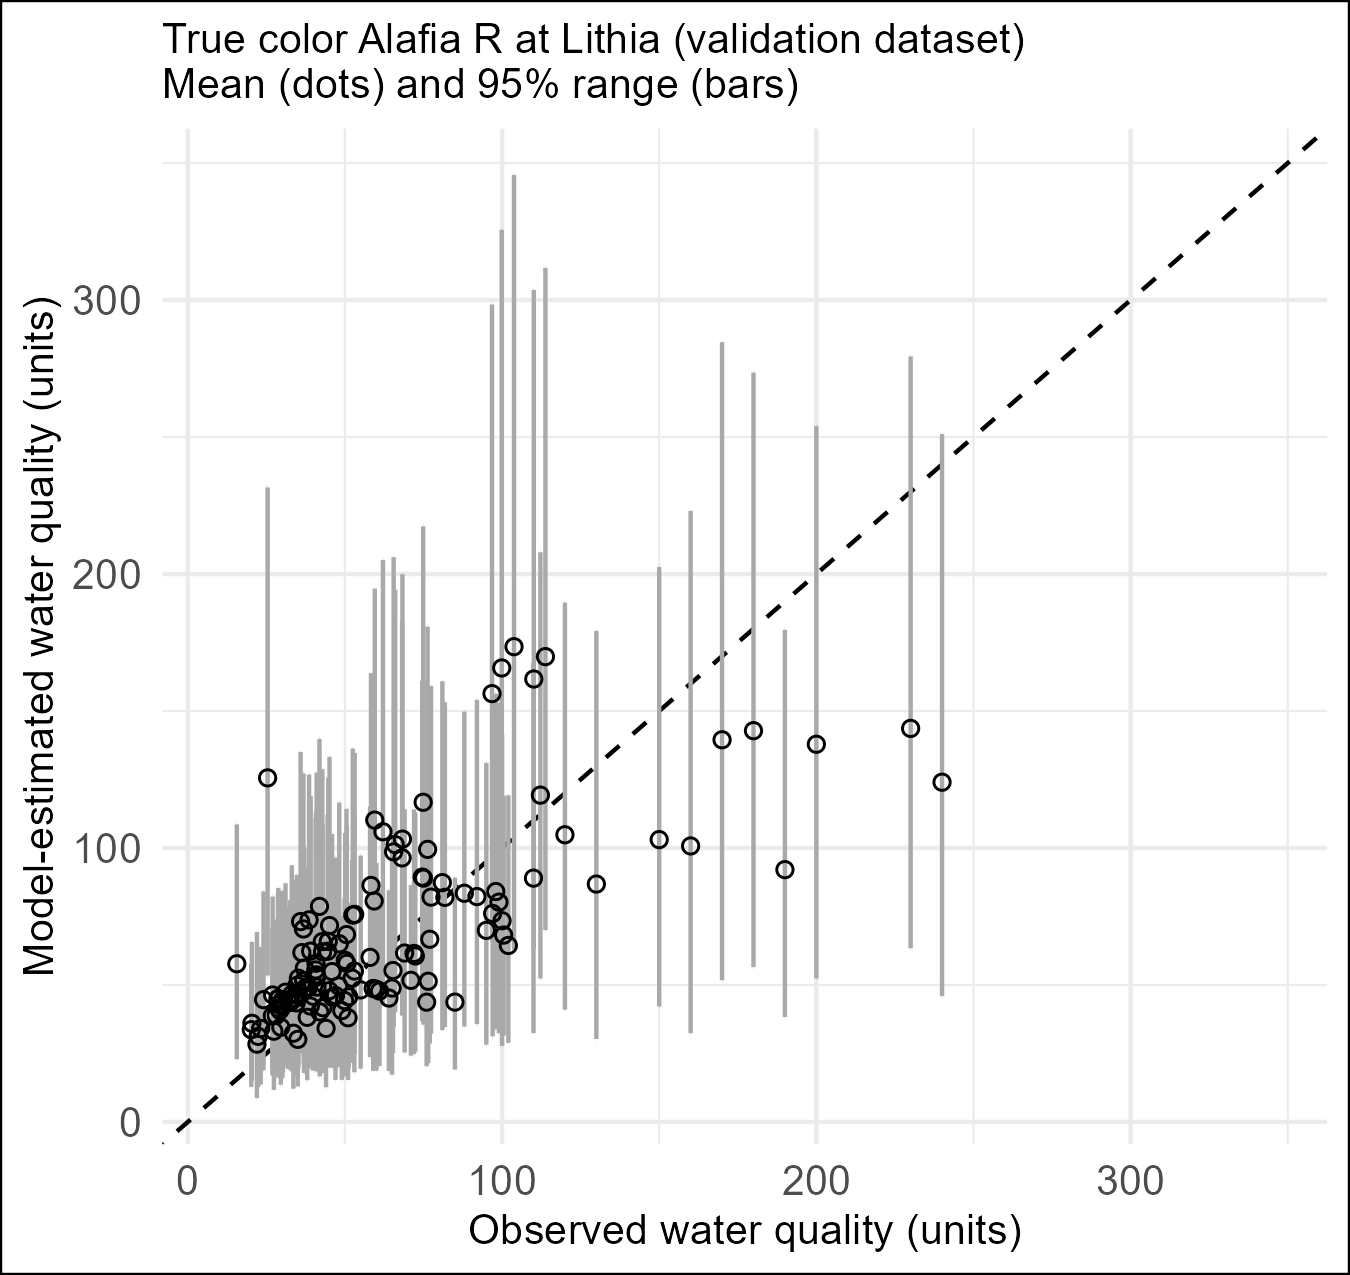 True color Alafia R at Lithia (validation dataset)
Mean (dots) and 95% range (bars)
Model-estimated water quality (units)
300
200
100
0
0 100 200 300
Observed water quality (units)